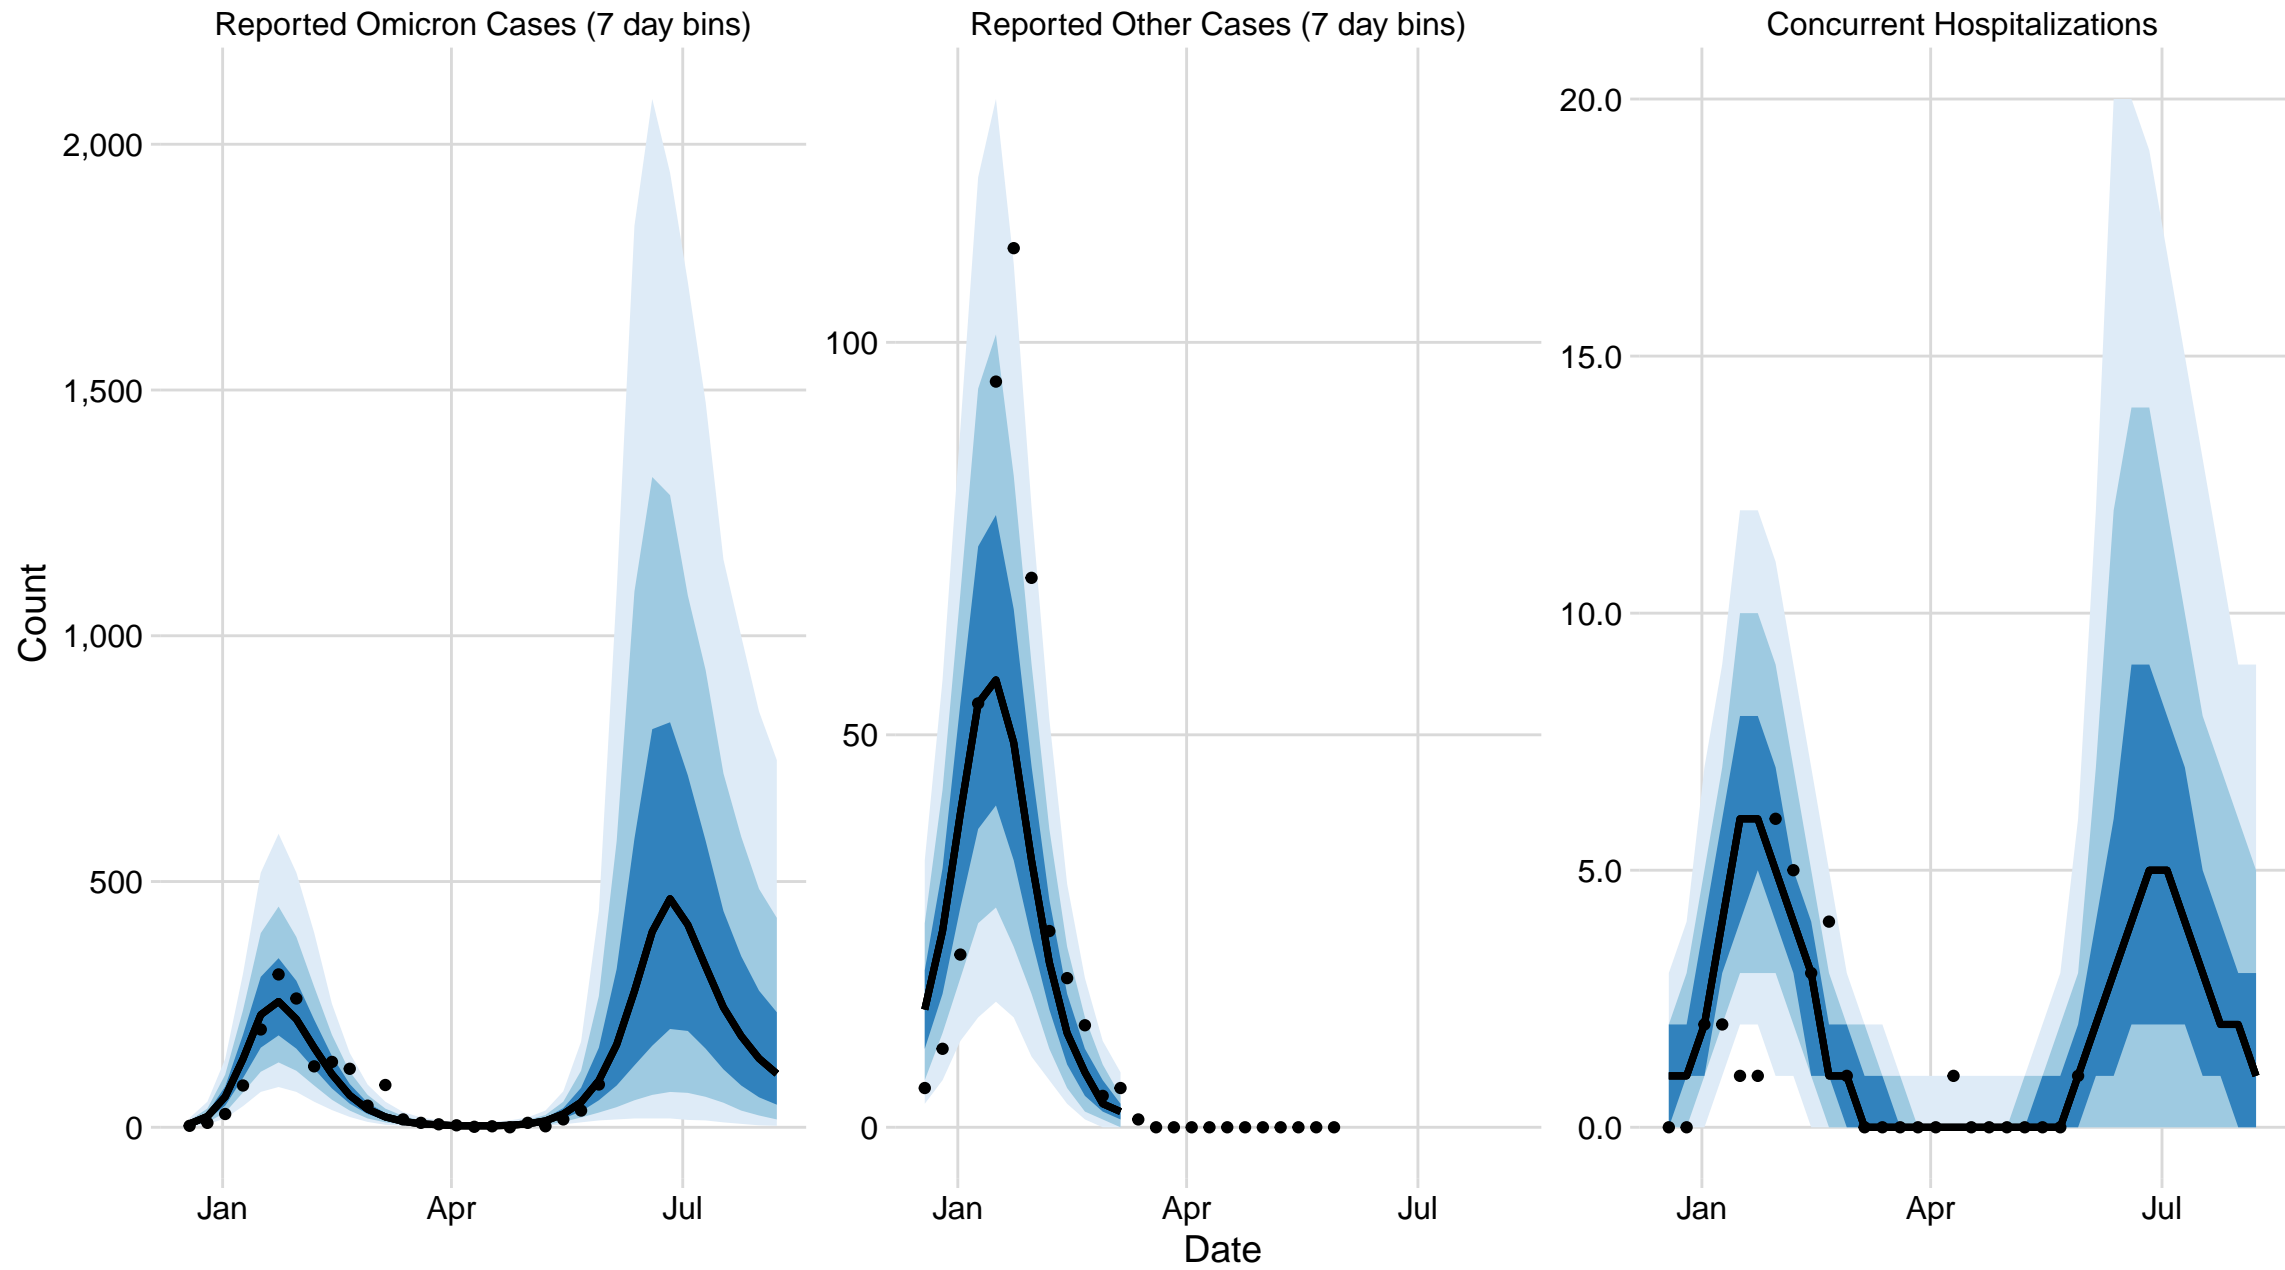 Reported Omicron Cases (7 day bins)
Reported Other Cases (7 day bins)
Concurrent Hospitalizations
Count
2,000
1,500
1,000
500
0
100
50
0
20.0
15.0
10.0
5.0
0.0
Jan Apr Jul
Jan Apr Jul
Jan Apr Jul
Date